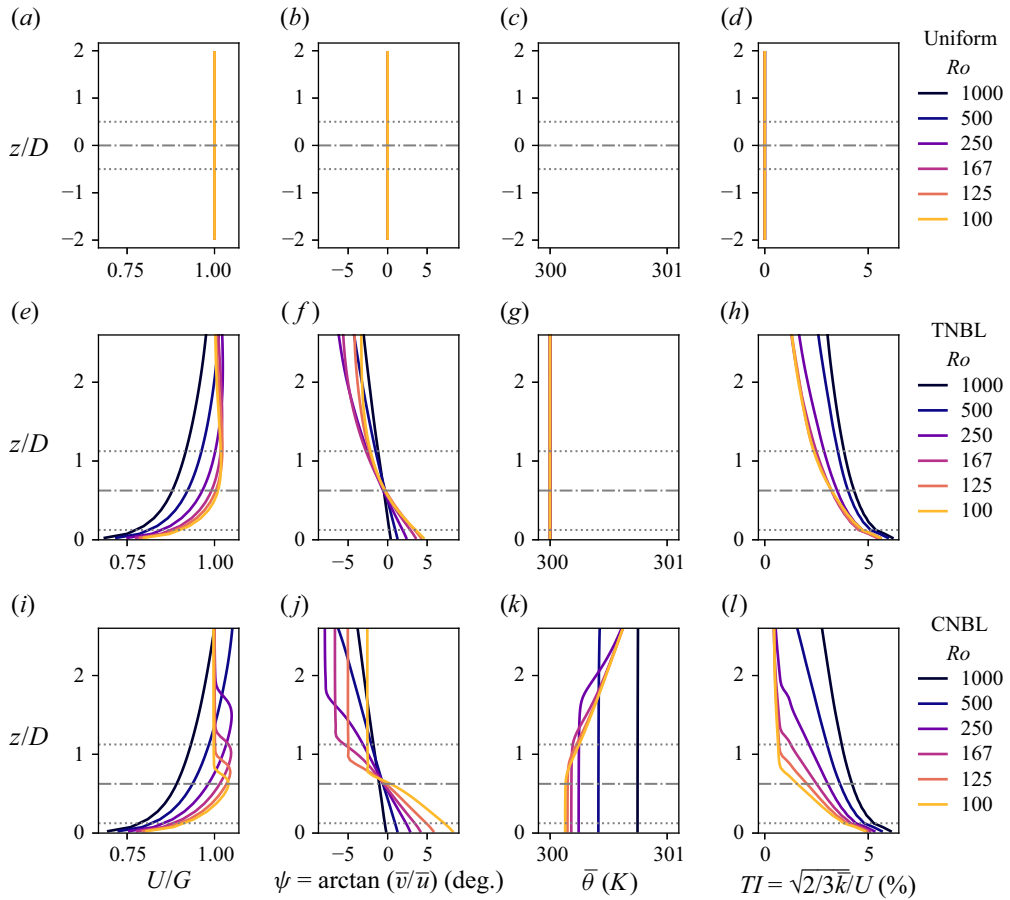 (a) (b) (c) (d)
Uniform
Ro
1000
500
250
167
125
100
2
1
0
−1
−2
z/D
0.75 1.00
−5 0 5
300 301
0 5
(e) (f) (g) (h)
TNBL
Ro
1000
500
250
167
125
100
2
1
0
z/D
0.75 1.00
−5 0 5
300 301
0 5
(i) (j) (k) (l)
CNBL
Ro
1000
500
250
167
125
100
2
1
0
z/D
0.75 1.00
−5 0 5
300 301
0 5
U/G
ψ = arctan (v̅/u̅) (deg.)
θ̅ (K)
TI = √2/3k̅/U (%)